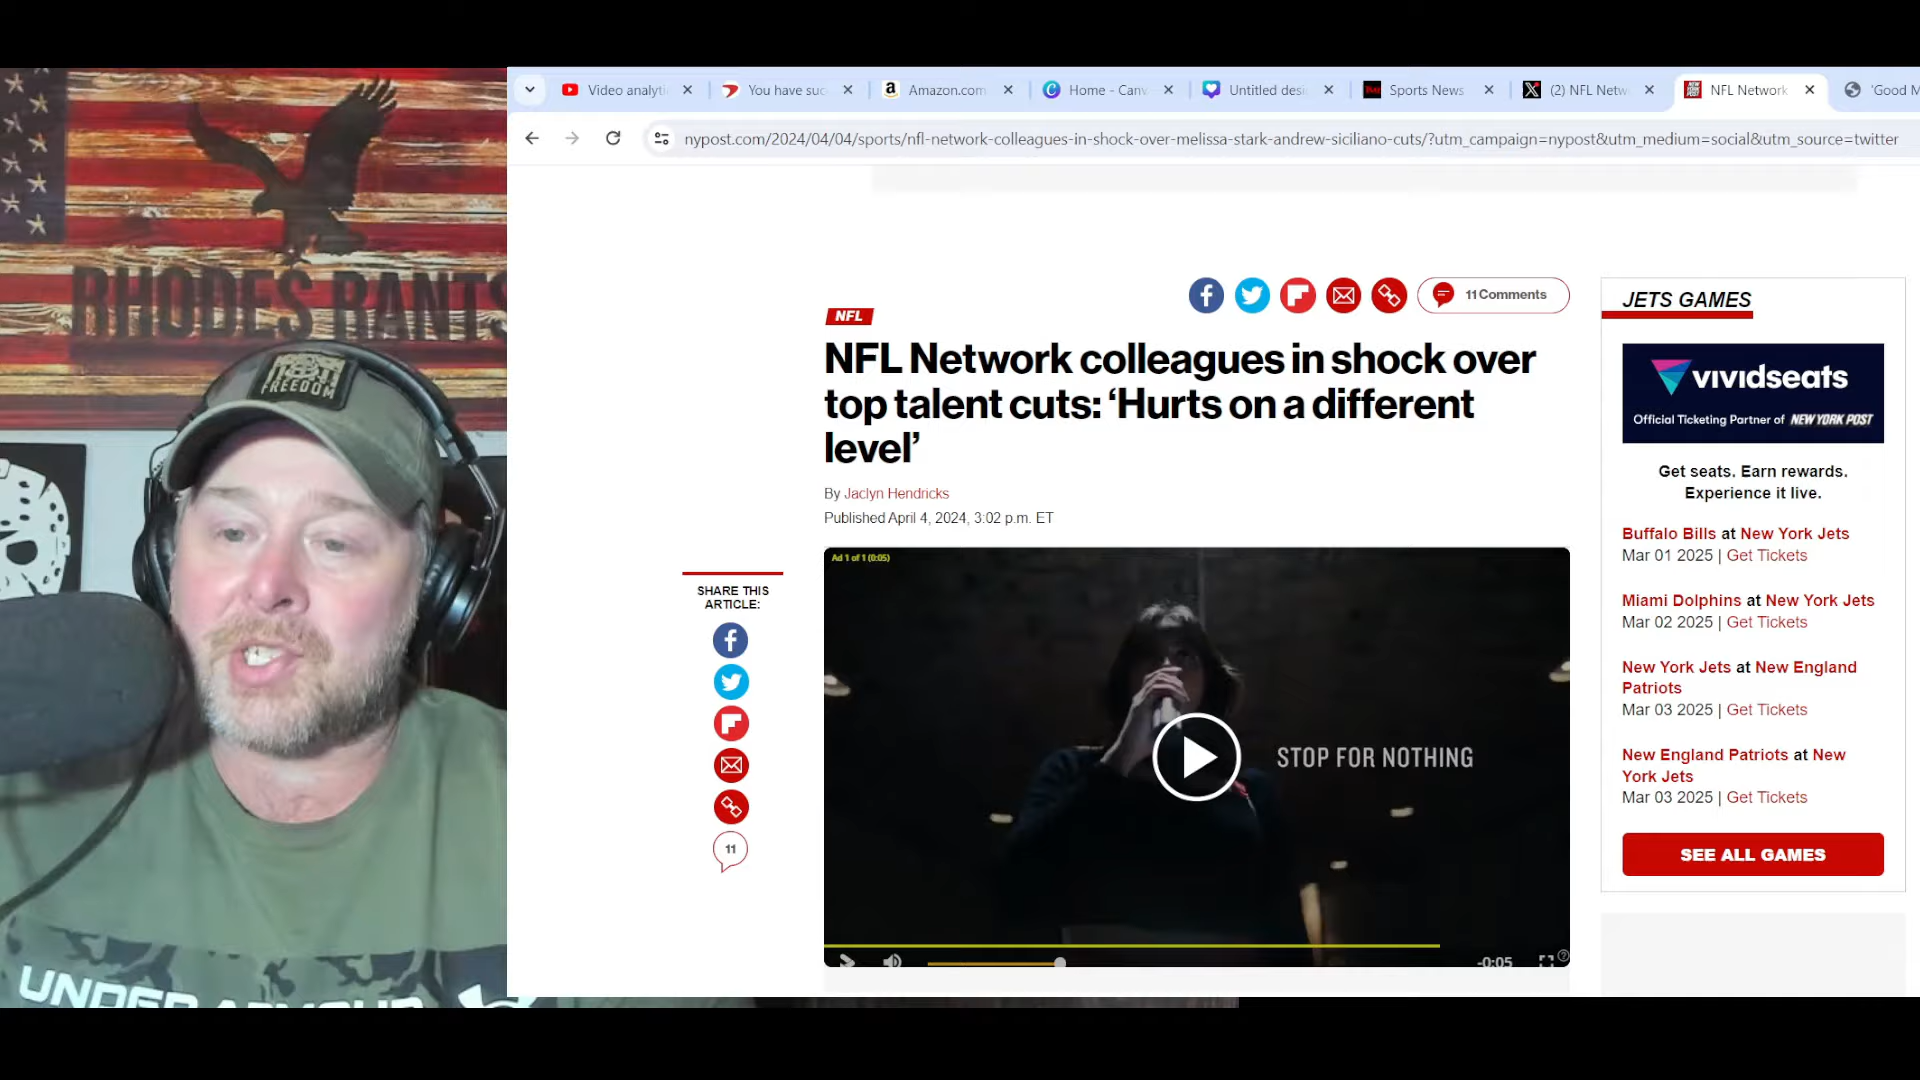 RHODES RANTS
FREEDOM
UNDER ARMOUR
Video analyti
You have suc
Amazon.com
Home - Canv
Untitled desi
Sports News
(2) NFL Netw
NFL Network
'Good M
nypost.com/2024/04/04/sports/nfl-network-colleagues-in-shock-over-melissa-stark-andrew-siciliano-cuts/?utm_campaign=nypost&utm_medium=social&utm_source=twitter
11 Comments
NFL
NFL Network colleagues in shock over
top talent cuts: ‘Hurts on a different
level’
By Jaclyn Hendricks
Published April 4, 2024, 3:02 p.m. ET
SHARE THIS
ARTICLE:
11
Ad 1 of 1 (0:05)
STOP FOR NOTHING
-0:05
JETS GAMES
vividseats
Official Ticketing Partner of NEW YORK POST
Get seats. Earn rewards.
Experience it live.
Buffalo Bills at New York Jets
Mar 01 2025 | Get Tickets
Miami Dolphins at New York Jets
Mar 02 2025 | Get Tickets
New York Jets at New England
Patriots
Mar 03 2025 | Get Tickets
New England Patriots at New
York Jets
Mar 03 2025 | Get Tickets
SEE ALL GAMES